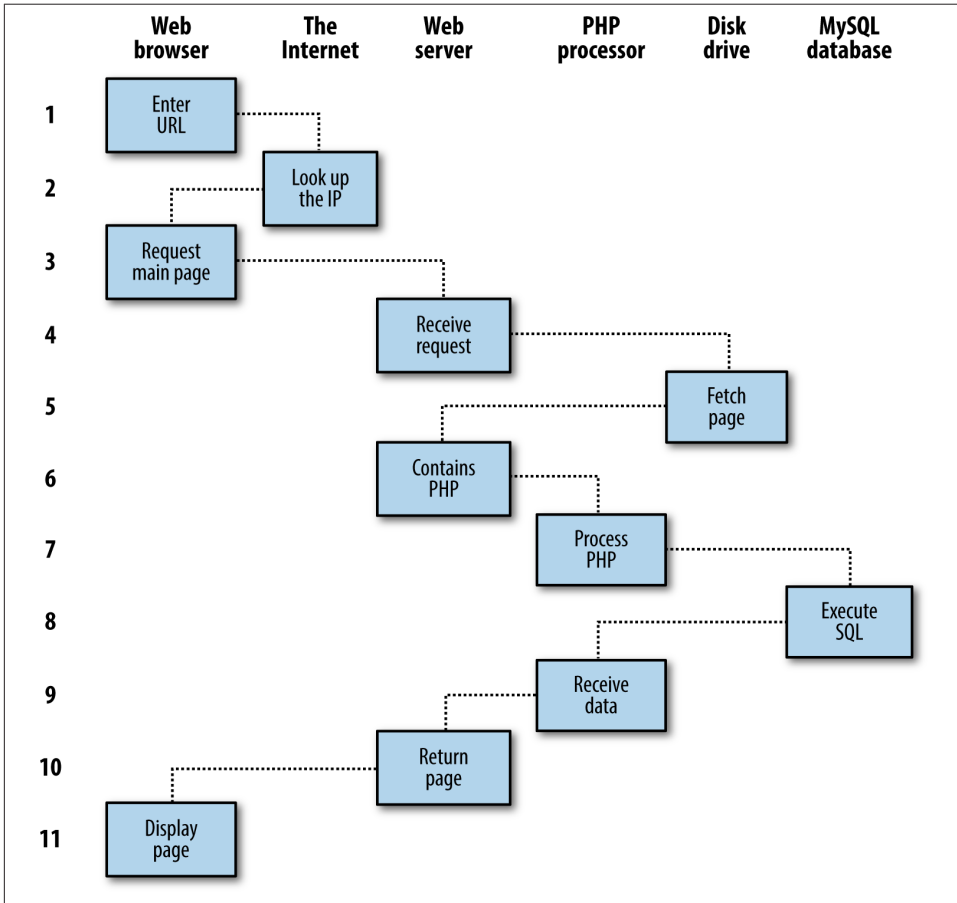 Web browser
The Internet
Web server
PHP processor
Disk drive
MySQL database
1
Enter
URL
2
Look up
the IP
3
Request
main page
4
Receive
request
5
Fetch
page
6
Contains
PHP
7
Process
PHP
8
Execute
SQL
9
Receive
data
10
Return
page
11
Display
page